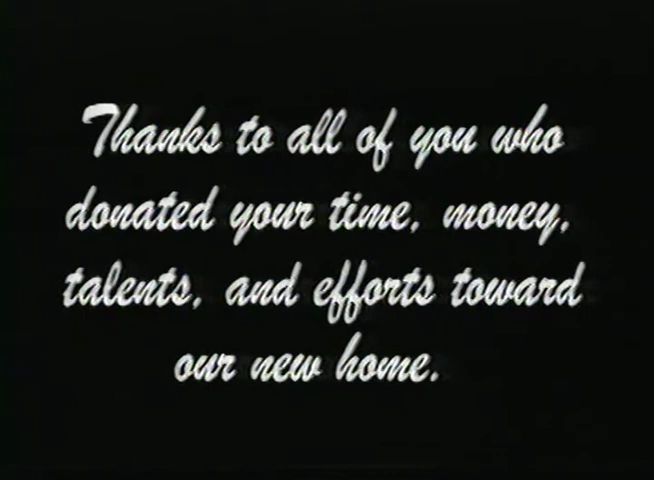 Thanks to all of you who
donated your time, money,
talents, and efforts toward
our new home.